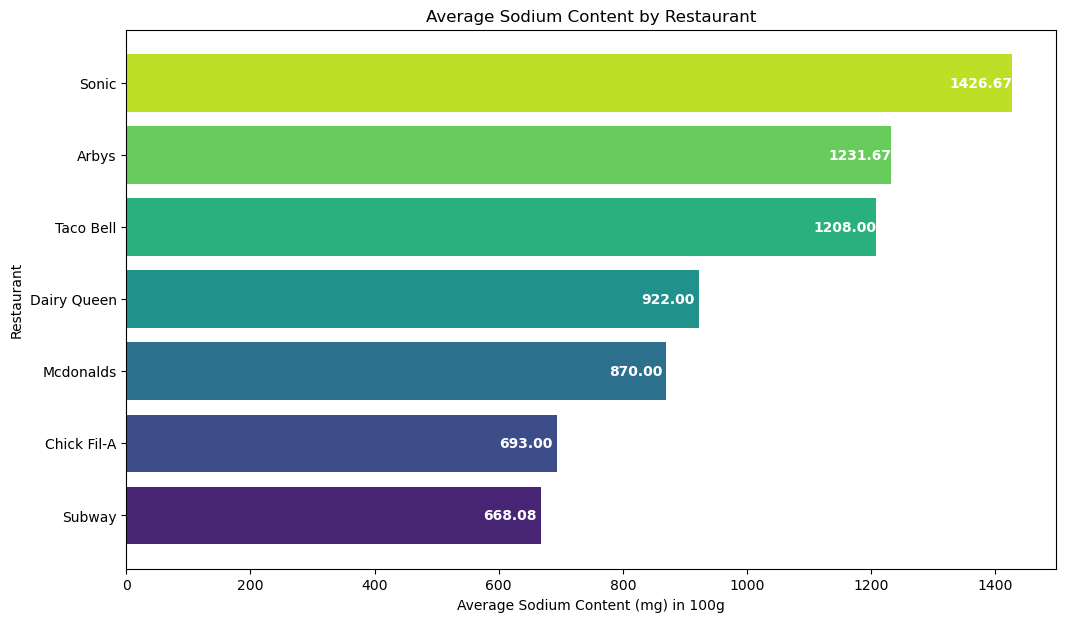 Average Sodium Content by Restaurant
Restaurant
Sonic 1426.67
Arbys 1231.67
Taco Bell 1208.00
Dairy Queen 922.00
Mcdonalds 870.00
Chick Fil-A 693.00
Subway 668.08
0 200 400 600 800 1000 1200 1400
Average Sodium Content (mg) in 100g